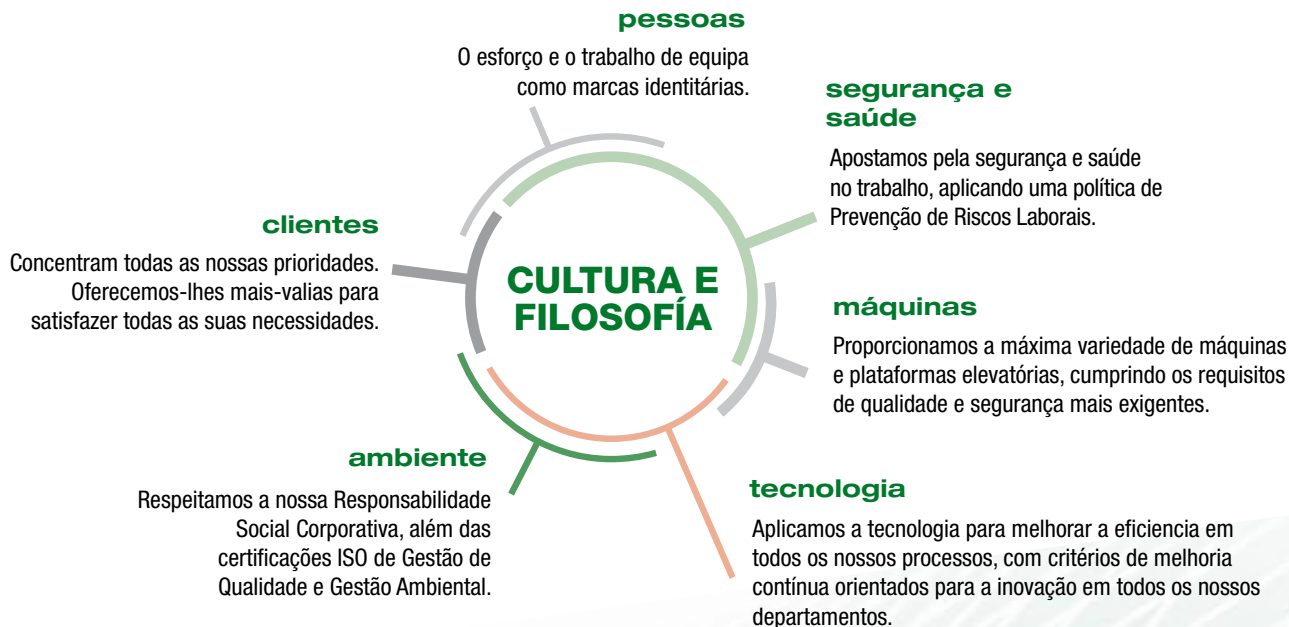 pessoas
O esforço e o trabalho de equipa
como marcas identitárias.
segurança e
saúde
Apostamos pela segurança e saúde
no trabalho, aplicando uma política de
Prevenção de Riscos Laborais.
clientes
Concentram todas as nossas prioridades.
Oferecemos-lhes mais-valias para
satisfazer todas as suas necessidades.
CULTURA E
FILOSOFÍA
máquinas
Proporcionamos a máxima variedade de máquinas
e plataformas elevatórias, cumprindo os requisitos
de qualidade e segurança mais exigentes.
ambiente
Respeitamos a nossa Responsabilidade
Social Corporativa, além das
certificações ISO de Gestão de
Qualidade e Gestão Ambiental.
tecnologia
Aplicamos a tecnologia para melhorar a eficiencia em
todos os nossos processos, com critérios de melhoria
contínua orientados para a inovação em todos os nossos
departamentos.